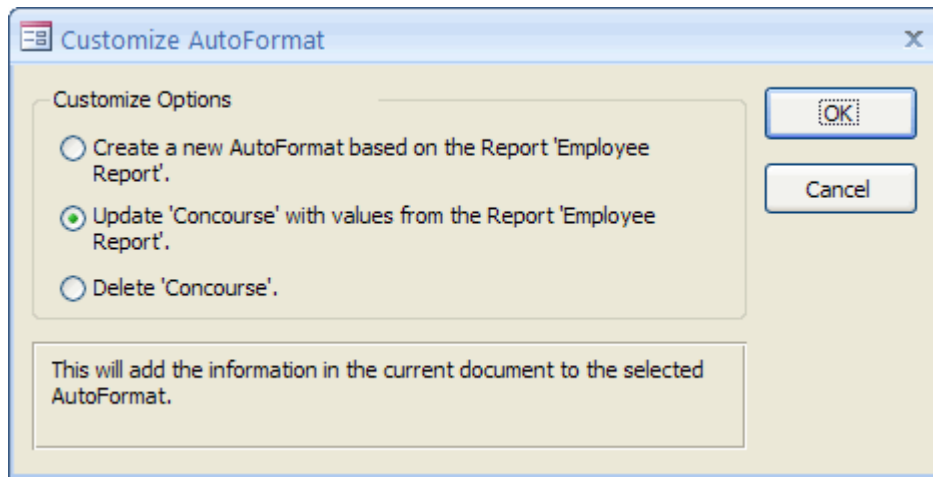 Customize AutoFormat
Customize Options
Create a new AutoFormat based on the Report 'Employee
Report'.
Update 'Concourse' with values from the Report 'Employee
Report'.
Delete 'Concourse'.
OK
Cancel
This will add the information in the current document to the selected
AutoFormat.